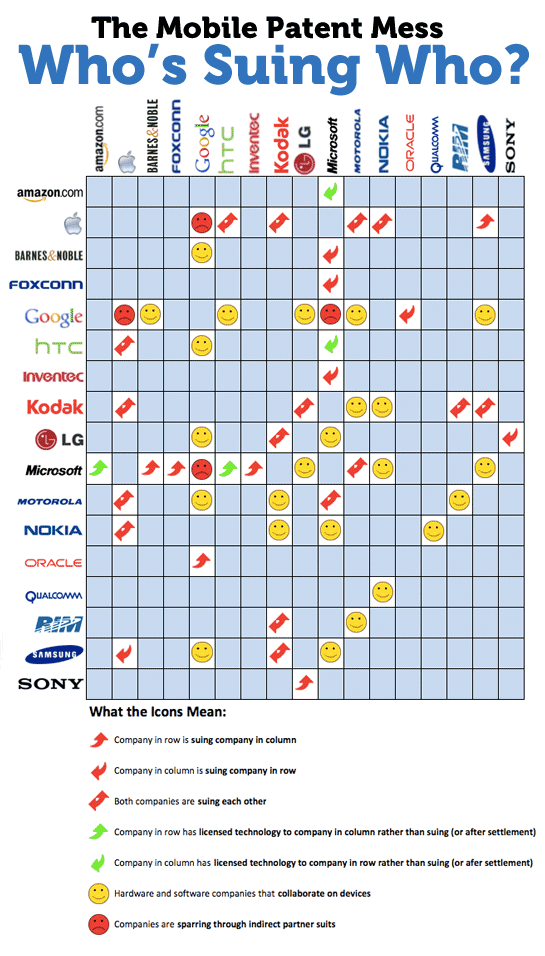 The Mobile Patent Mess
Who's Suing Who?
amazon.com
BARNES&NOBLE
FOXCONN
Google
hTC
Inventec
Kodak
LG
Microsoft
MOTOROLA
NOKIA
ORACLE
QUALCOMM
RIM
SAMSUNG
SONY
amazon.com
BARNES&NOBLE
FOXCONN
Google
hTC
Inventec
Kodak
LG
Microsoft
MOTOROLA
NOKIA
ORACLE
QUALCOMM
RIM
SAMSUNG
SONY
What the Icons Mean:
Company in row is suing company in column
Company in column is suing company in row
Both companies are suing each other
Company in row has licensed technology to company in column rather than suing (or afer settlement)
Company in column has licensed technology to company in row rather than suing (or afer settlement)
Hardware and software companies that collaborate on devices
Companies are sparring through indirect partner suits